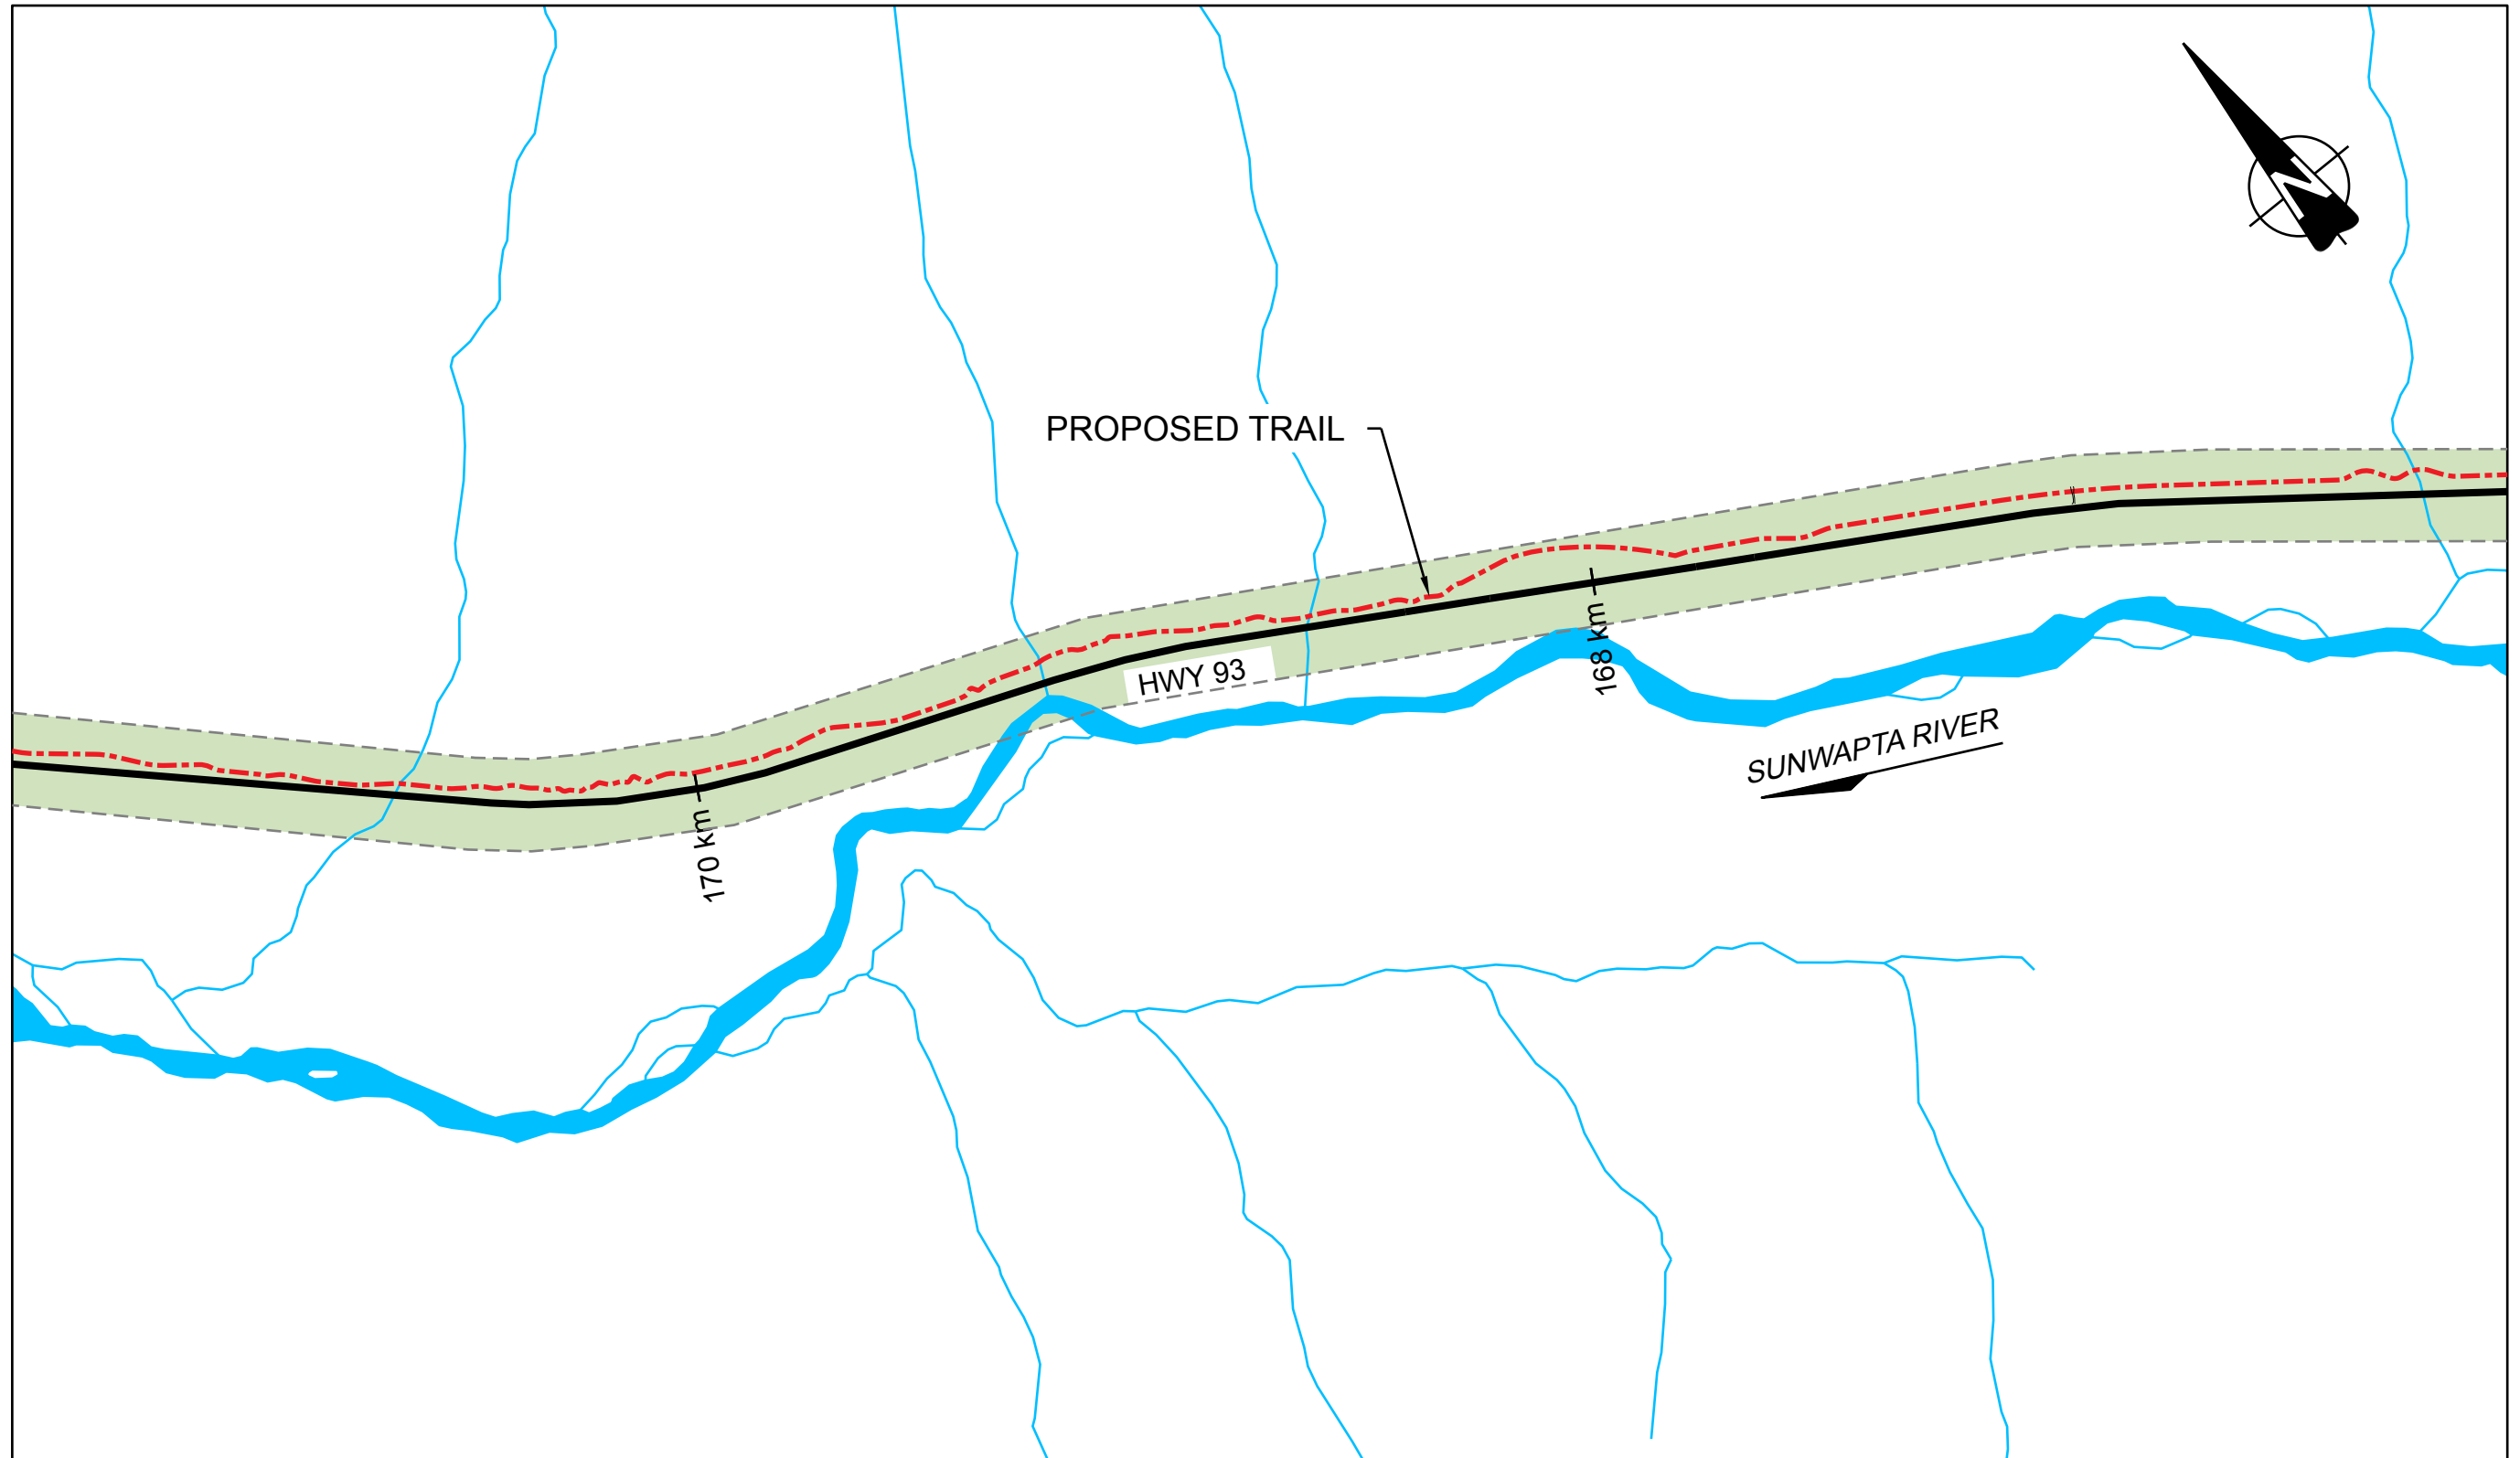 PROPOSED TRAIL
HWY 93
168 km
SUNWAPTA RIVER
170 km
N